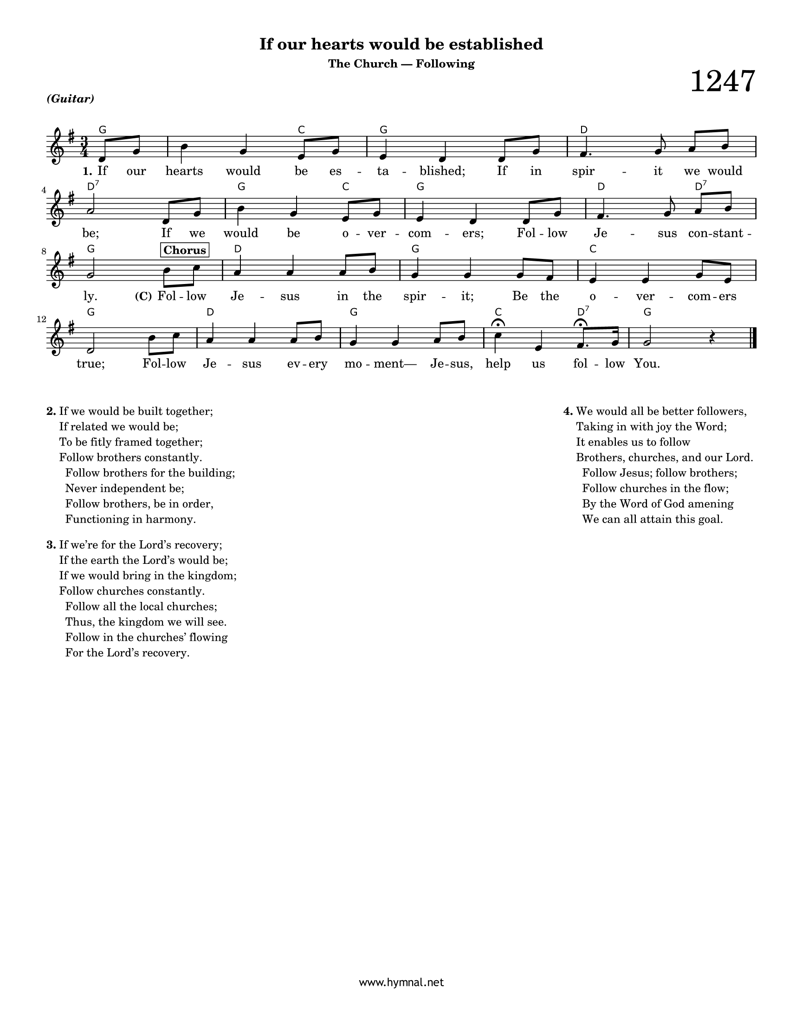 If our hearts would be established
The Church — Following
1247
(Guitar)
G C G D
1. If our hearts would be es - ta - blished; If in spir - it we would
4 D7 G C G D D7
be; If we would be o - ver - com - ers; Fol - low Je - sus con-stant -
8 G Chorus D G C
ly. (C) Fol - low Je - sus in the spir - it; Be the o - ver - com - ers
12 G D G C D7 G
true; Fol-low Je - sus ev - ery mo - ment— Je-sus, help us fol - low You.
2. If we would be built together;
If related we would be;
To be fitly framed together;
Follow brothers constantly.
Follow brothers for the building;
Never independent be;
Follow brothers, be in order,
Functioning in harmony.
3. If we're for the Lord's recovery;
If the earth the Lord's would be;
If we would bring in the kingdom;
Follow churches constantly.
Follow all the local churches;
Thus, the kingdom we will see.
Follow in the churches' flowing
For the Lord's recovery.
4. We would all be better followers,
Taking in with joy the Word;
It enables us to follow
Brothers, churches, and our Lord.
Follow Jesus; follow brothers;
Follow churches in the flow;
By the Word of God amening
We can all attain this goal.
www.hymnal.net